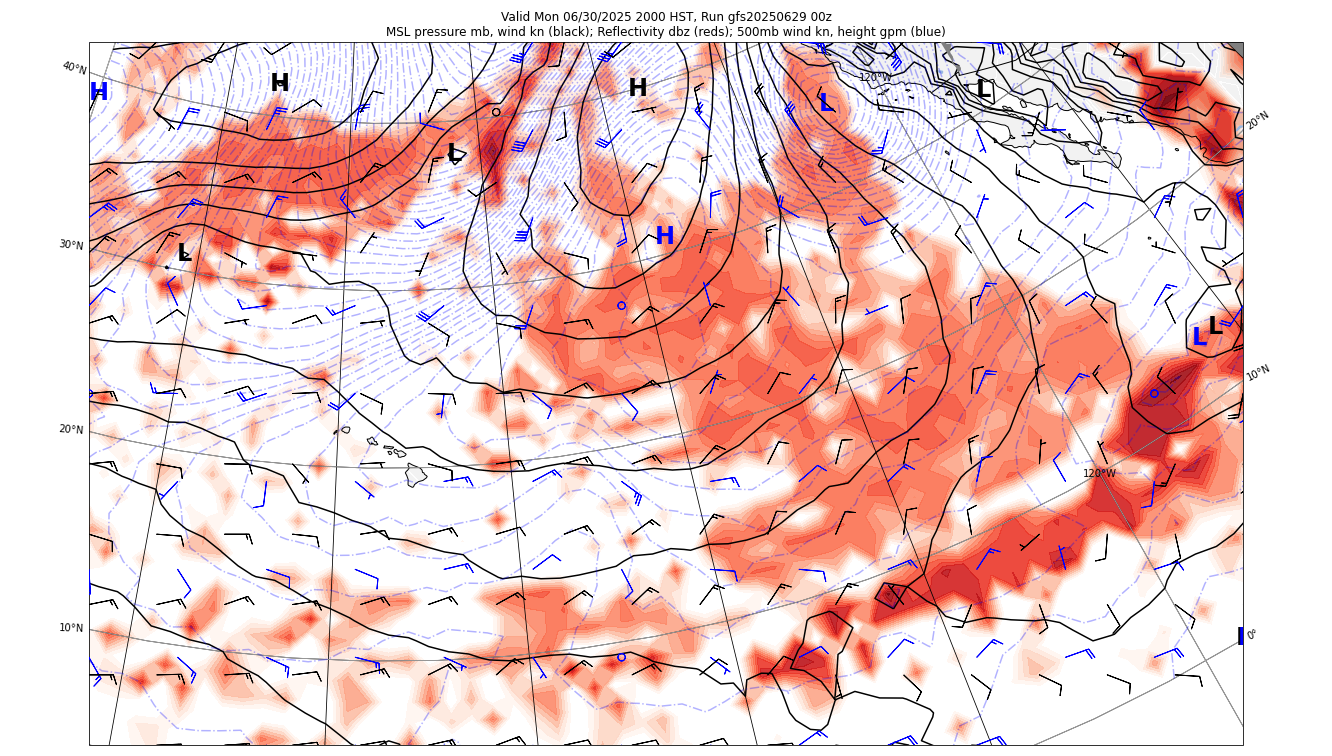 Valid Mon 06/30/2025 2000 HST, Run gfs20250629 00z
MSL pressure mb, wind kn (black); Reflectivity dbz (reds); 500mb wind kn, height gpm (blue)
40°N
H
H
H
120°W
L
L
20°N
L
30°N
L
H
L
L
10°N
20°N
120°W
10°N
0°